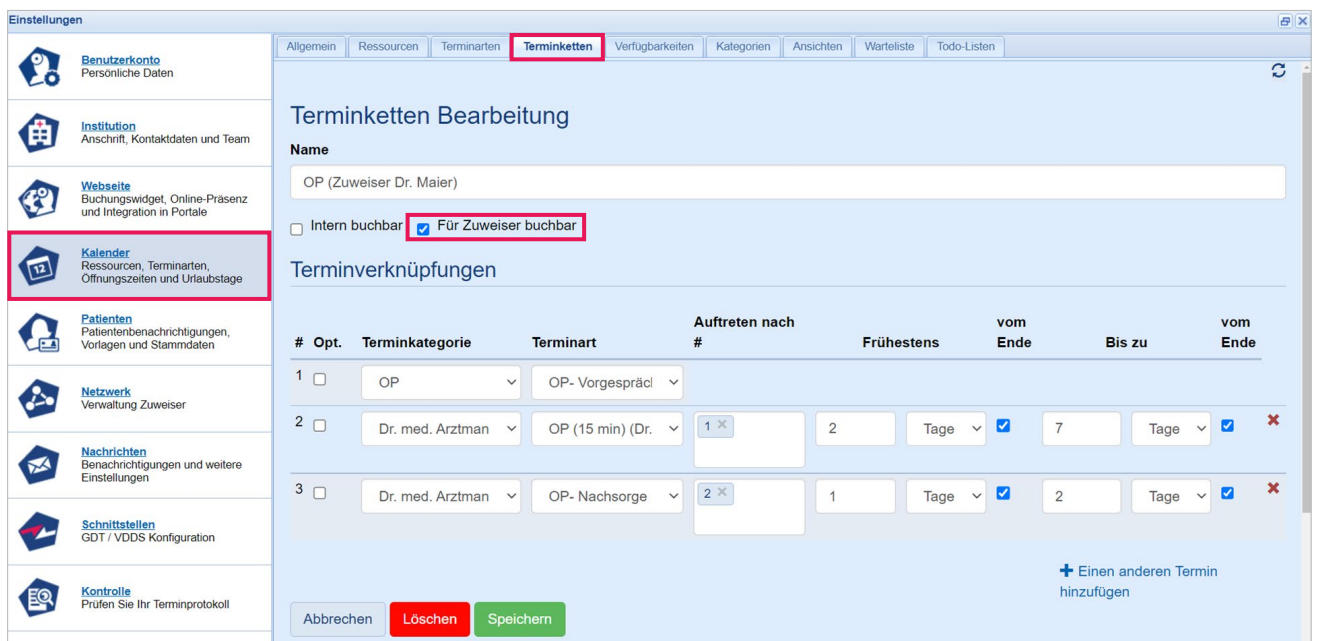 Einstellungen
Benutzerkonto
Persönliche Daten
Institution
Anschrift, Kontaktdaten und Team
Webseite
Buchungswidget, Online-Präsenz
und Integration in Portale
12
Kalender
Ressourcen, Terminarten,
Öffnungszeiten und Urlaubstage
Patienten
Patientenbenachrichtigungen,
Vorlagen und Stammdaten
Netzwerk
Verwaltung Zuweiser
Nachrichten
Benachrichtigungen und weitere
Einstellungen
Schnittstellen
GDT / VDDS Konfiguration
Kontrolle
Prüfen Sie Ihr Terminprotokoll
Allgemein Ressourcen Terminarten Terminketten Verfügbarkeiten Kategorien Ansichten Warteliste Todo-Listen
Terminketten Bearbeitung
Name
OP (Zuweiser Dr. Maier)
Intern buchbar Für Zuweiser buchbar
Terminverknüpfungen
Auftreten nach vom vom
# Opt. Terminkategorie Terminart # Frühestens Ende Bis zu Ende
1 OP OP- Vorgespräcl
2 Dr. med. Arztman OP (15 min) (Dr. 1 × 2 Tage 7 Tage
3 Dr. med. Arztman OP- Nachsorge 2 × 1 Tage 2 Tage
+ Einen anderen Termin
hinzufügen
Abbrechen Löschen Speichern